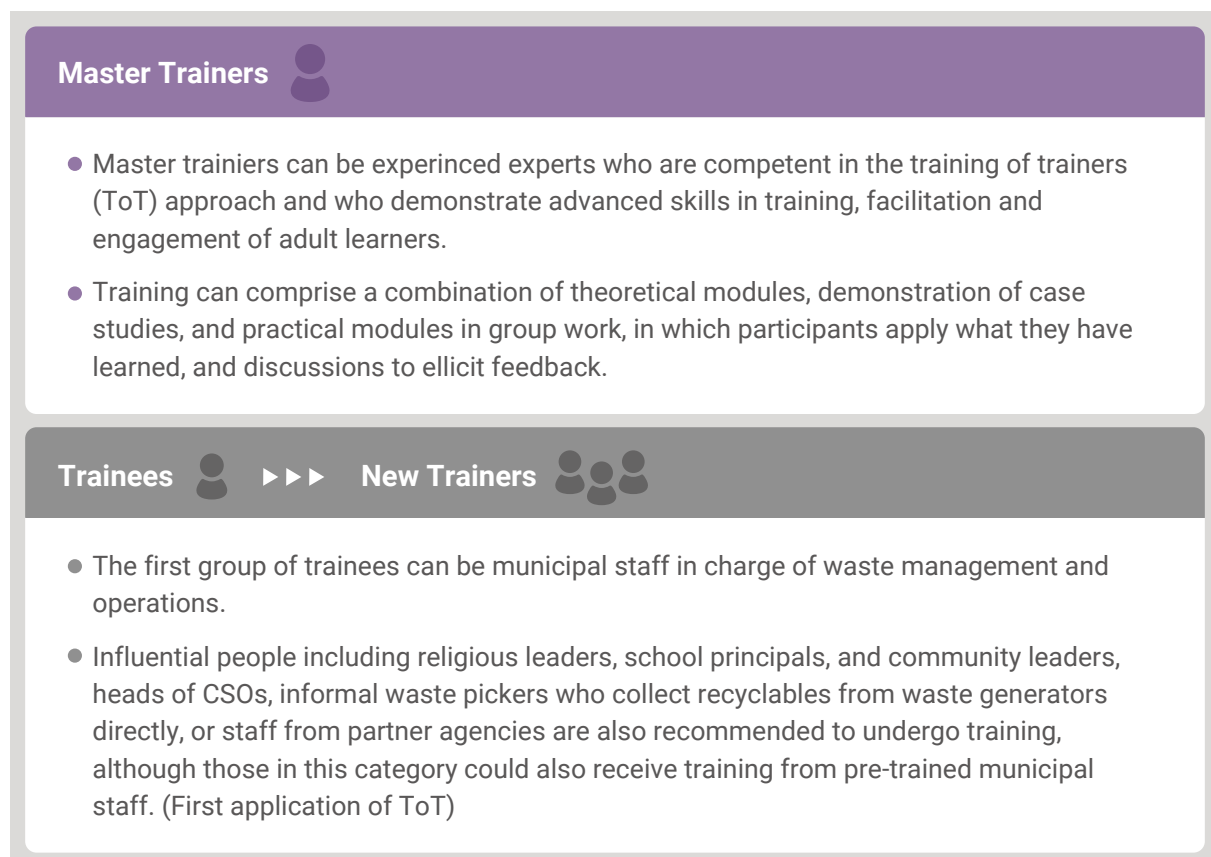 Master Trainers
Master trainiers can be experinced experts who are competent in the training of trainers
(ToT) approach and who demonstrate advanced skills in training, facilitation and
engagement of adult learners.
Training can comprise a combination of theoretical modules, demonstration of case
studies, and practical modules in group work, in which participants apply what they have
learned, and discussions to ellicit feedback.
Trainees ▶▶▶ New Trainers
The first group of trainees can be municipal staff in charge of waste management and
operations.
Influential people including religious leaders, school principals, and community leaders,
heads of CSOs, informal waste pickers who collect recyclables from waste generators
directly, or staff from partner agencies are also recommended to undergo training,
although those in this category could also receive training from pre-trained municipal
staff. (First application of ToT)